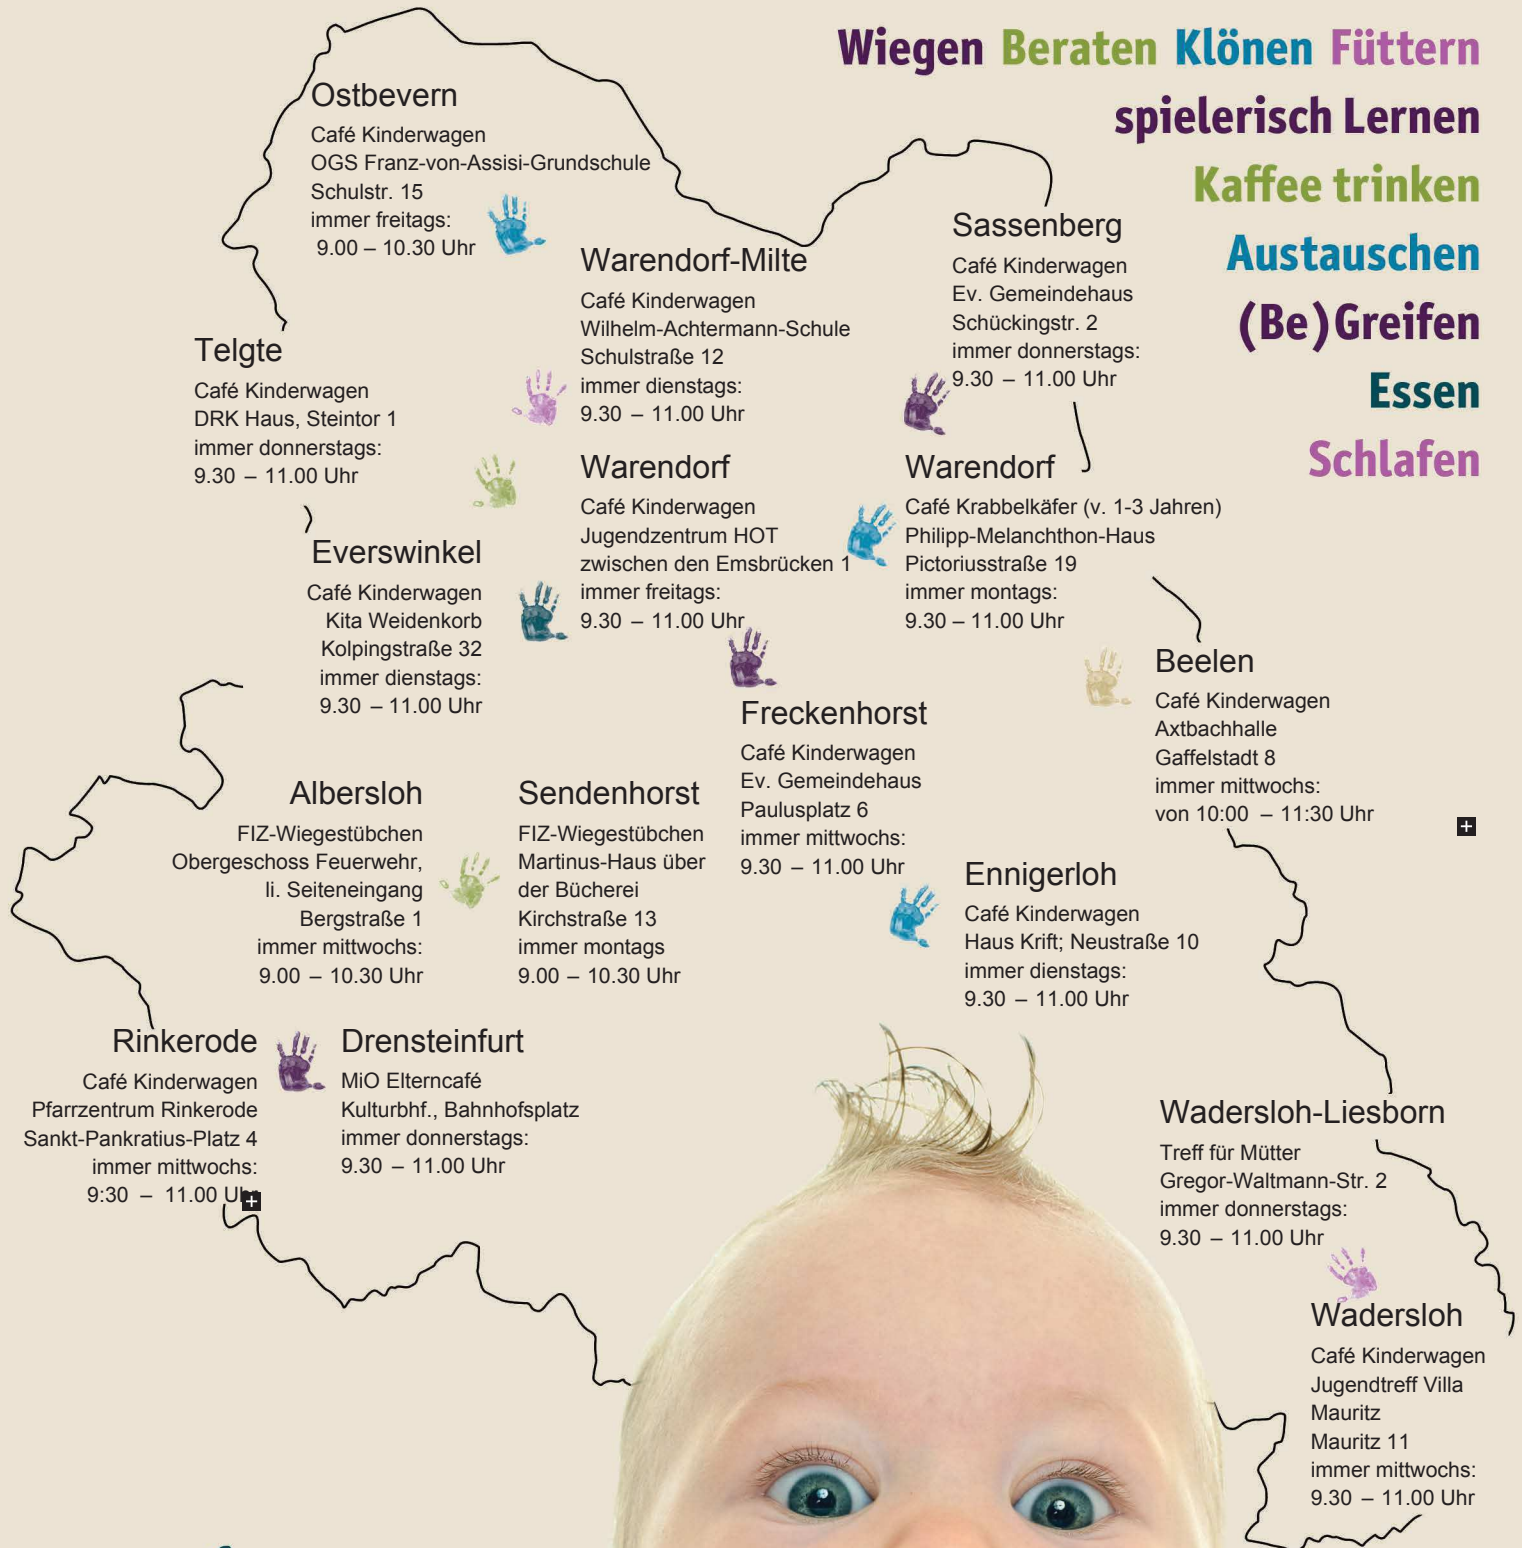 Wiegen Beraten Klönen Füttern
spielerisch Lernen
Kaffee trinken
Austauschen
(Be)Greifen
Essen
Schlafen
Ostbevern
Café Kinderwagen
OGS Franz-von-Assisi-Grundschule
Schulstr. 15
immer freitags:
9.00 – 10.30 Uhr
Warendorf-Milte
Café Kinderwagen
Wilhelm-Achtermann-Schule
Schulstraße 12
immer dienstags:
9.30 – 11.00 Uhr
Sassenberg
Café Kinderwagen
Ev. Gemeindehaus
Schückingstr. 2
immer donnerstags:
9.30 – 11.00 Uhr
Telgte
Café Kinderwagen
DRK Haus, Steintor 1
immer donnerstags:
9.30 – 11.00 Uhr
Warendorf
Café Kinderwagen
Jugendzentrum HOT
zwischen den Emsbrücken 1
immer freitags:
9.30 – 11.00 Uhr
Warendorf
Café Krabbelkäfer (v. 1-3 Jahren)
Philipp-Melanchthon-Haus
Pictoriusstraße 19
immer montags:
9.30 – 11.00 Uhr
Everswinkel
Café Kinderwagen
Kita Weidenkorb
Kolpingstraße 32
immer dienstags:
9.30 – 11.00 Uhr
Beelen
Café Kinderwagen
Axtbachhalle
Gaffelstadt 8
immer mittwochs:
von 10:00 – 11:30 Uhr
Freckenhorst
Café Kinderwagen
Ev. Gemeindehaus
Paulusplatz 6
immer mittwochs:
9.30 – 11.00 Uhr
Albersloh
FIZ-Wiegestübchen
Obergeschoss Feuerwehr,
li. Seiteneingang
Bergstraße 1
immer mittwochs:
9.00 – 10.30 Uhr
Sendenhorst
FIZ-Wiegestübchen
Martinus-Haus über
der Bücherei
Kirchstraße 13
immer montags
9.00 – 10.30 Uhr
Ennigerloh
Café Kinderwagen
Haus Krift; Neustraße 10
immer dienstags:
9.30 – 11.00 Uhr
Rinkerode
Café Kinderwagen
Pfarrzentrum Rinkerode
Sankt-Pankratius-Platz 4
immer mittwochs:
9:30 – 11.00 Uhr
Drensteinfurt
MiO Elterncafé
Kulturbhf., Bahnhofsplatz
immer donnerstags:
9.30 – 11.00 Uhr
Wadersloh-Liesborn
Treff für Mütter
Gregor-Waltmann-Str. 2
immer donnerstags:
9.30 – 11.00 Uhr
Wadersloh
Café Kinderwagen
Jugendtreff Villa
Mauritz
Mauritz 11
immer mittwochs:
9.30 – 11.00 Uhr